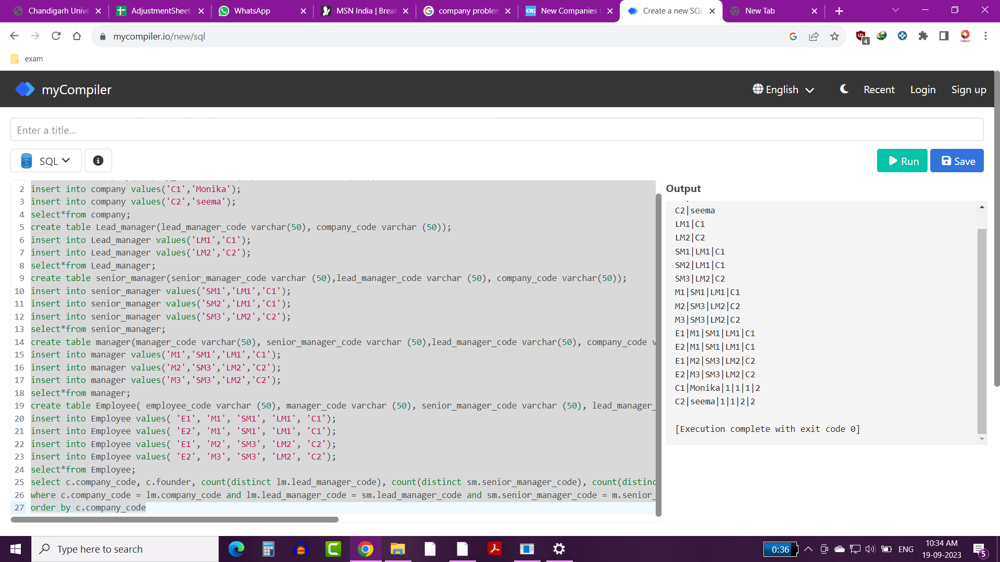 Chandigarh Unive
AdjustmentSheet-
WhatsApp
MSN India | Break
company problem
CB; New Companies i
Create a new SQL
New Tab
mycompiler.io/new/sql
4
exam
myCompiler
English
Recent
Login
Sign up
Enter a title...
SQL
Run
Save
2 insert into company values('C1','Monika');
3 insert into company values('C2','seema');
4 select*from company;
5 create table Lead_manager(lead_manager_code varchar(50), company_code varchar (50));
6 insert into Lead_manager values('LM1','C1');
7 insert into Lead_manager values('LM2','C2');
8 select*from Lead_manager;
9 create table senior_manager(senior_manager_code varchar (50),lead_manager_code varchar (50), company_code varchar(50));
10 insert into senior_manager values('SM1','LM1','C1');
11 insert into senior_manager values('SM2','LM1','C1');
12 insert into senior_manager values('SM3','LM2','C2');
13 select*from senior_manager;
14 create table manager(manager_code varchar(50), senior_manager_code varchar (50),lead_manager_code varchar(50), company_code v
15 insert into manager values('M1','SM1','LM1','C1');
16 insert into manager values('M2','SM3','LM2','C2');
17 insert into manager values('M3','SM3','LM2','C2');
18 select*from manager;
19 create table Employee( employee_code varchar (50), manager_code varchar (50), senior_manager_code varchar (50), lead_manager_
20 insert into Employee values( 'E1', 'M1', 'SM1', 'LM1', 'C1');
21 insert into Employee values( 'E2', 'M1', 'SM1', 'LM1', 'C1');
22 insert into Employee values( 'E1', 'M2', 'SM3', 'LM2', 'C2');
23 insert into Employee values( 'E2', 'M3', 'SM3', 'LM2', 'C2');
24 select*from Employee;
25 select c.company_code, c.founder, count(distinct lm.lead_manager_code), count(distinct sm.senior_manager_code), count(distinc
26 where c.company_code = lm.company_code and lm.lead_manager_code = sm.lead_manager_code and sm.senior_manager_code = m.senior_
27 order by c.company_code
Output
C2|seema
LM1|C1
LM2|C2
SM1|LM1|C1
SM2|LM1|C1
SM3|LM2|C2
M1|SM1|LM1|C1
M2|SM3|LM2|C2
M3|SM3|LM2|C2
E1|M1|SM1|LM1|C1
E2|M1|SM1|LM1|C1
E1|M2|SM3|LM2|C2
E2|M3|SM3|LM2|C2
C1|Monika|1|1|1|2
C2|seema|1|1|2|2
[Execution complete with exit code 0]
Type here to search
0:36
ENG
10:34 AM
19-09-2023
5